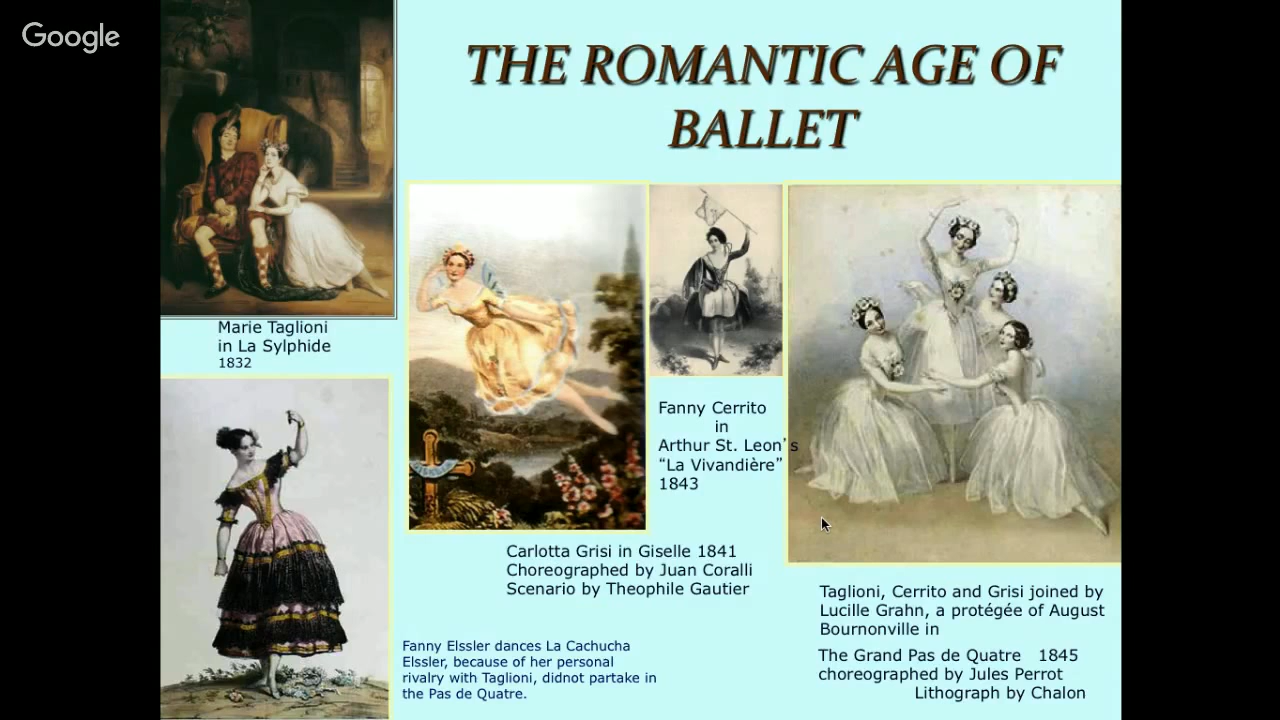 Google
THE ROMANTIC AGE OF
BALLET
Marie Taglioni
in La Sylphide
1832
Fanny Cerrito
in
Arthur St. Leon's
“La Vivandière”
1843
Carlotta Grisi in Giselle 1841
Choreographed by Juan Coralli
Scenario by Theophile Gautier
Fanny Elssler dances La Cachucha
Elssler, because of her personal
rivalry with Taglioni, didnot partake in
the Pas de Quatre.
Taglioni, Cerrito and Grisi joined by
Lucille Grahn, a protégée of August
Bournonville in
The Grand Pas de Quatre 1845
choreographed by Jules Perrot
Lithograph by Chalon